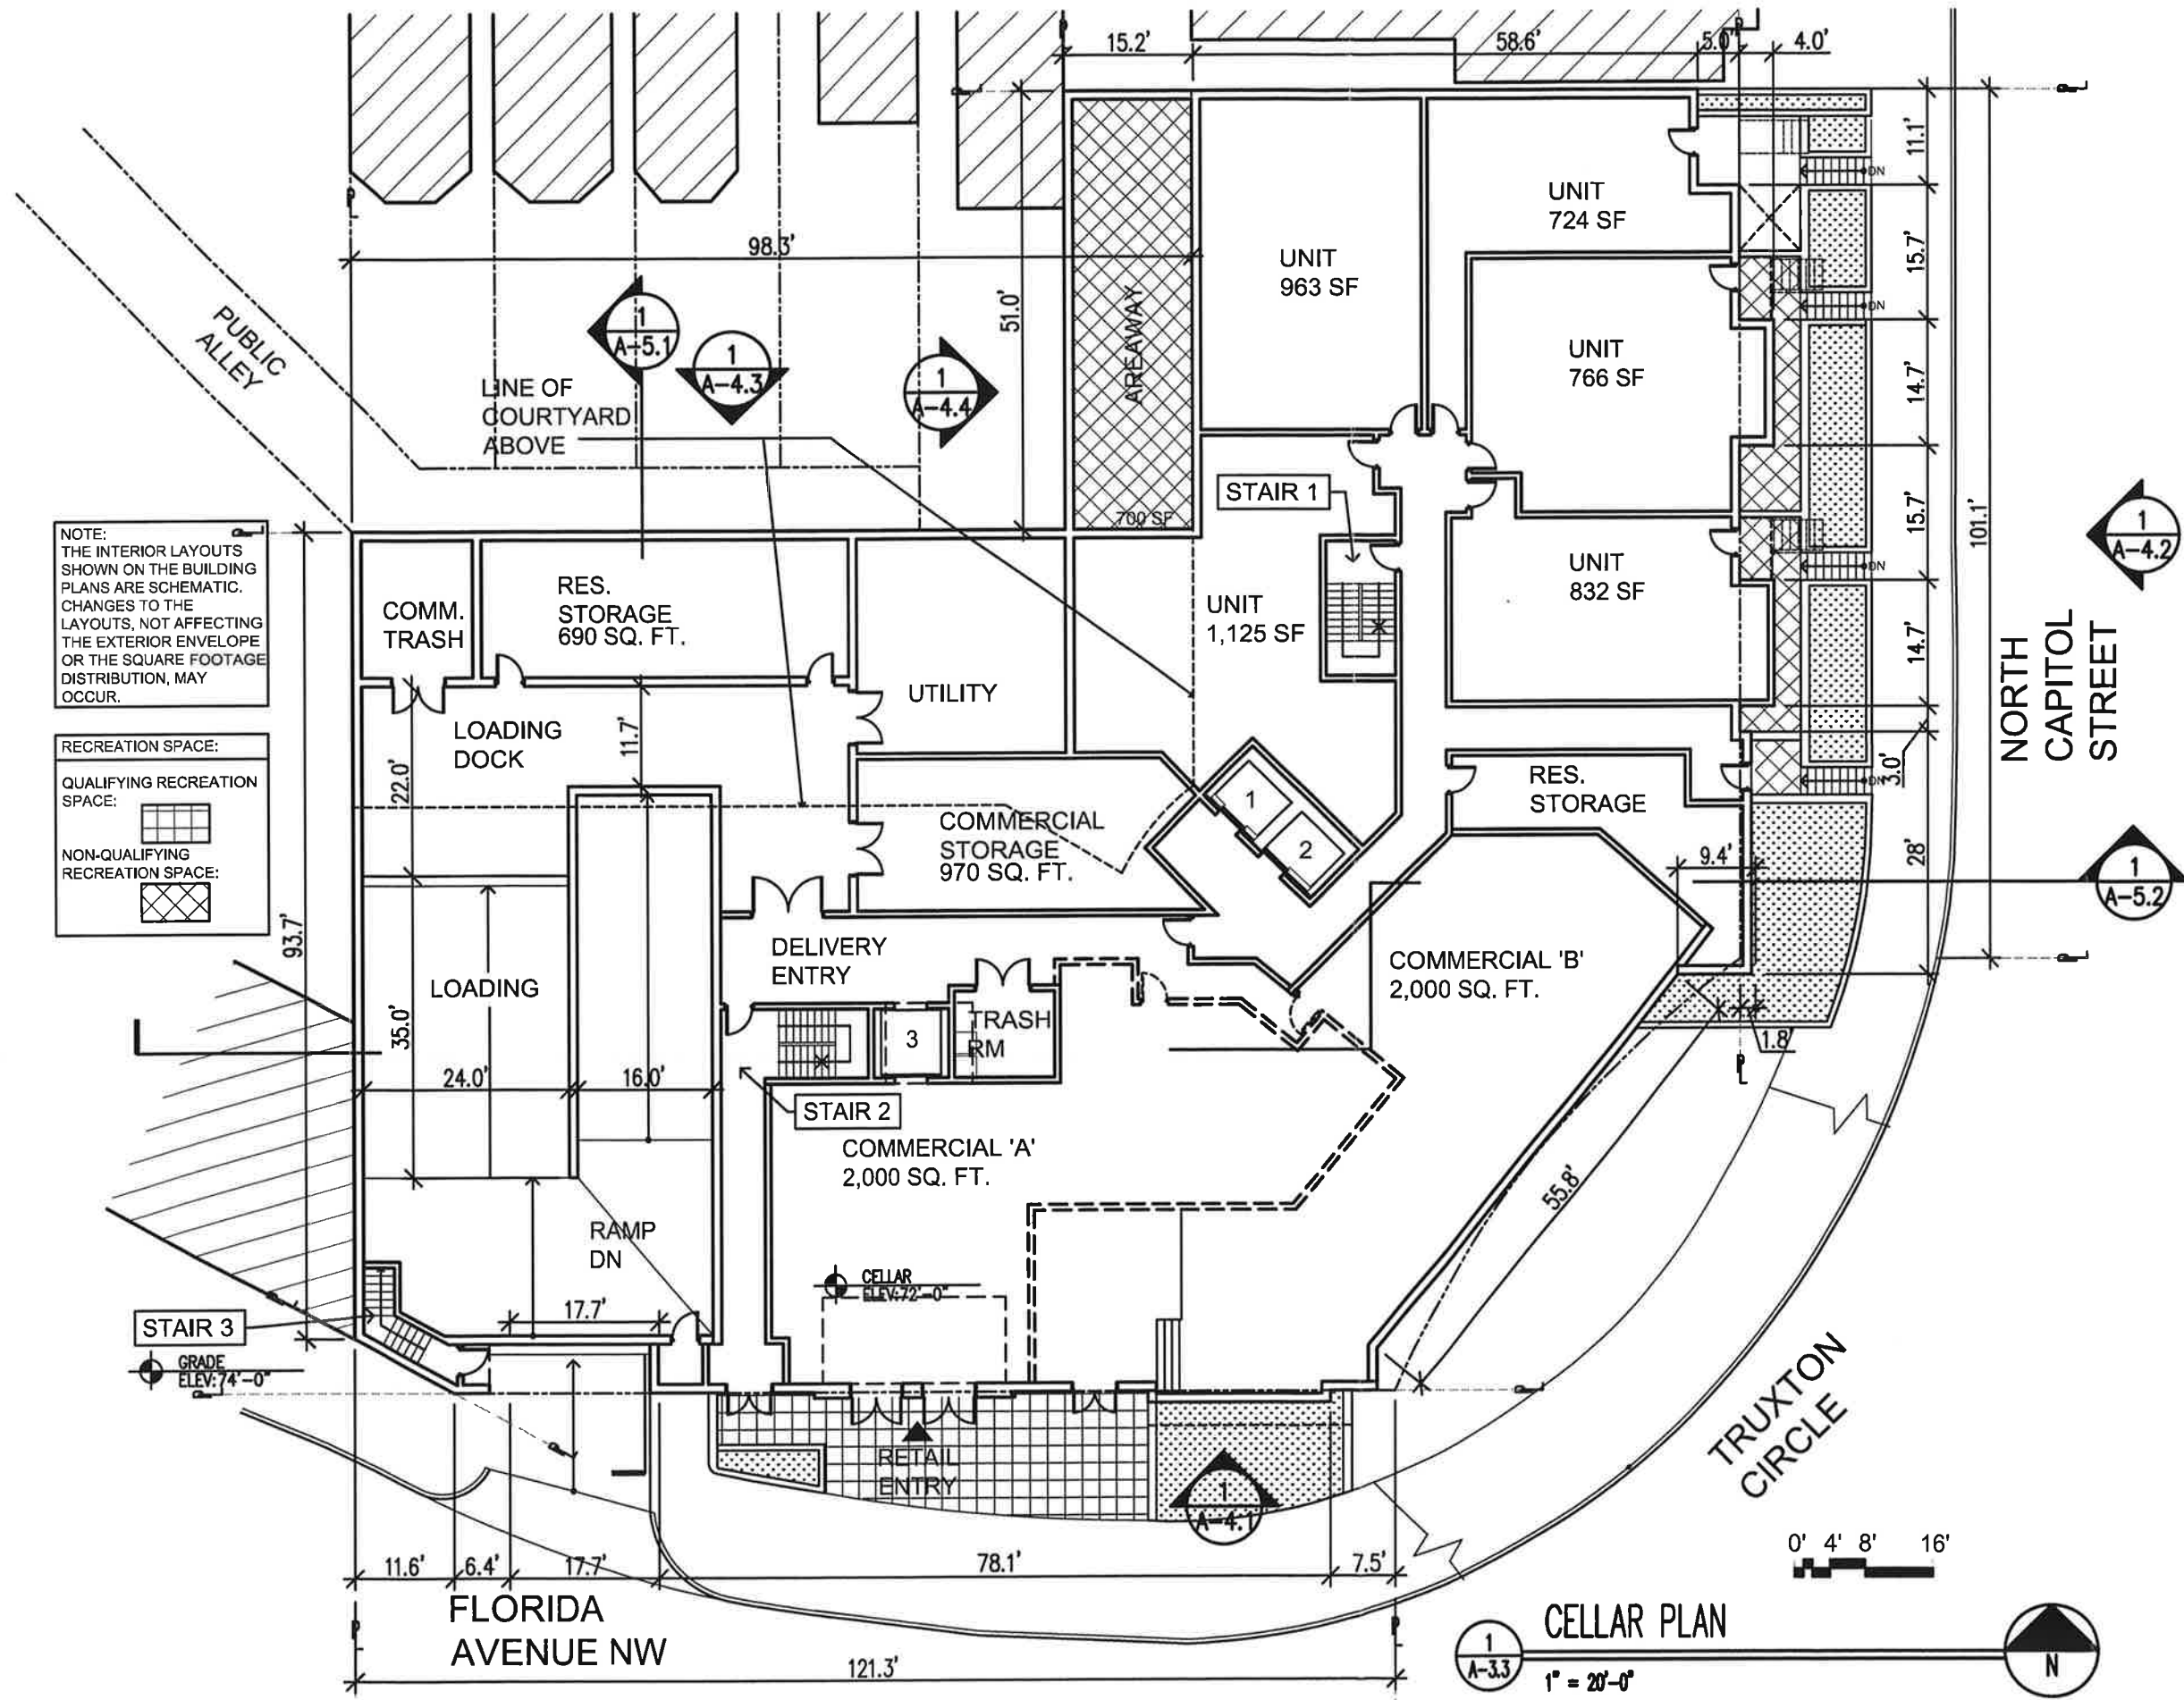 15.2'
58.6'
5.0'
4.0'
11.1'
DN
UNIT
724 SF
98.3'
UNIT
963 SF
15.7'
DN
PUBLIC
ALLEY
51.0'
AREAWAY
1
A-5.1
1
A-4.3
1
A-4.4
UNIT
766 SF
14.7'
LINE OF
COURTYARD
ABOVE
STAIR 1
700 SF
15.7'
101.1'
1
A-4.2
NOTE:
THE INTERIOR LAYOUTS
SHOWN ON THE BUILDING
PLANS ARE SCHEMATIC.
CHANGES TO THE
LAYOUTS, NOT AFFECTING
THE EXTERIOR ENVELOPE
OR THE SQUARE FOOTAGE
DISTRIBUTION, MAY
OCCUR.
COMM.
TRASH
RES.
STORAGE
690 SQ. FT.
UNIT
1,125 SF
UNIT
832 SF
DN
14.7'
NORTH
CAPITOL
STREET
UTILITY
LOADING
DOCK
11.7'
22.0'
RECREATION SPACE:
QUALIFYING RECREATION
SPACE:
NON-QUALIFYING
RECREATION SPACE:
RES.
STORAGE
DN
3.0'
1
2
COMMERCIAL
STORAGE
970 SQ. FT.
9.4'
28'
1
A-5.2
93.7'
DELIVERY
ENTRY
COMMERCIAL 'B'
2,000 SQ. FT.
LOADING
35.0'
TRASH
RM
3
1.8'
24.0'
16.0'
STAIR 2
COMMERCIAL 'A'
2,000 SQ. FT.
55.8'
RAMP
DN
CELLAR
ELEV:72'-0"
17.7'
STAIR 3
GRADE
ELEV:74'-0"
TRUXTON
CIRCLE
RETAIL
ENTRY
1
A-4.1
0' 4' 8' 16'
11.6'
6.4'
17.7'
78.1'
7.5'
FLORIDA
AVENUE NW
121.3'
1
A-3.3
CELLAR PLAN
1" = 20'-0"
N